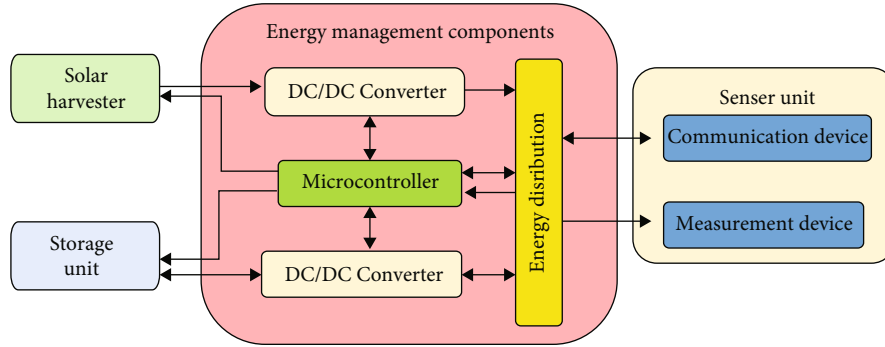 Energy management components
Solar
harvester
DC/DC Converter
Microcontroller
Storage
unit
DC/DC Converter
Energy disribution
Senser unit
Communication device
Measurement device